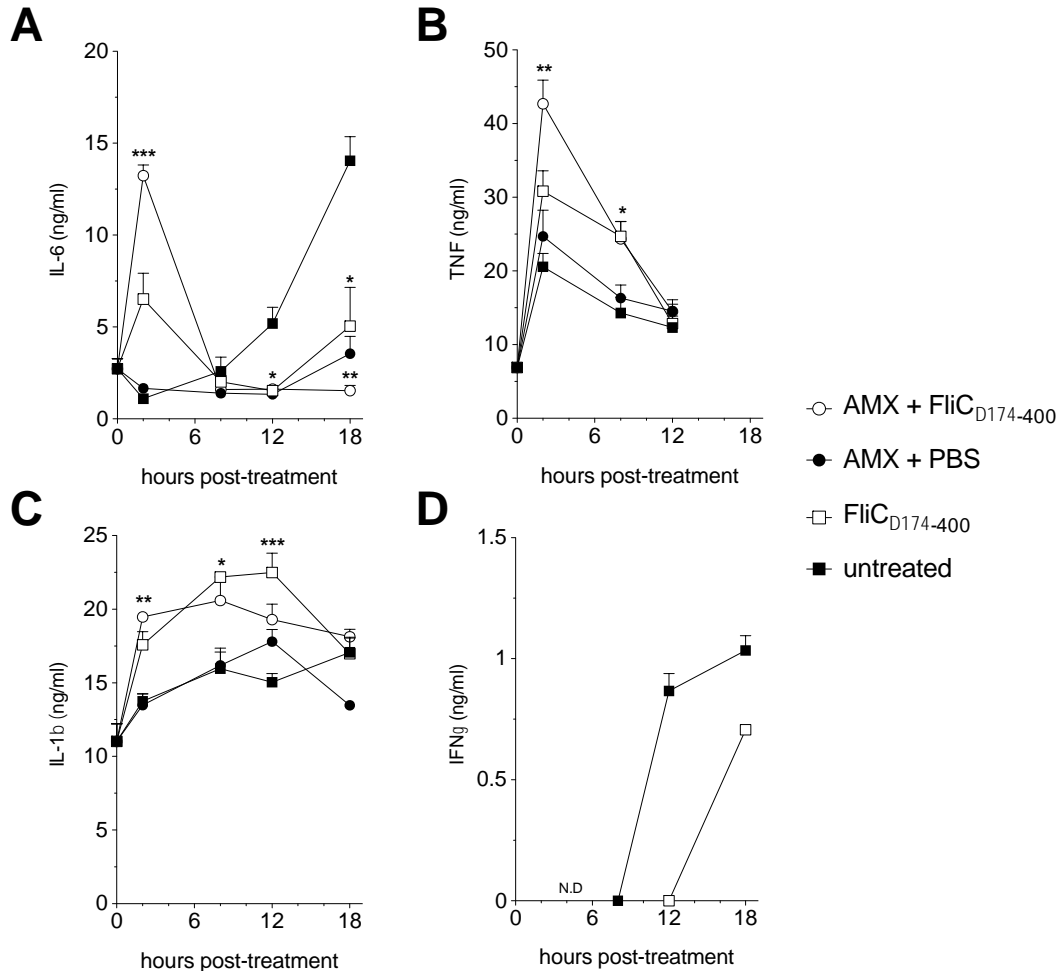 A
20
15
10
5
0
IL-6 (ng/ml)
***
*
*
**
0 6 12 18
hours post-treatment
B
50
40
30
20
10
0
TNF (ng/ml)
**
*
0 6 12 18
hours post-treatment
AMX + FliCD174-400
AMX + PBS
FliCD174-400
untreated
C
25
20
15
10
5
0
IL-1b (ng/ml)
**
*
***
0 6 12 18
hours post-treatment
D
1.5
1
0.5
0
IFNg (ng/ml)
N.D
0 6 12 18
hours post-treatment